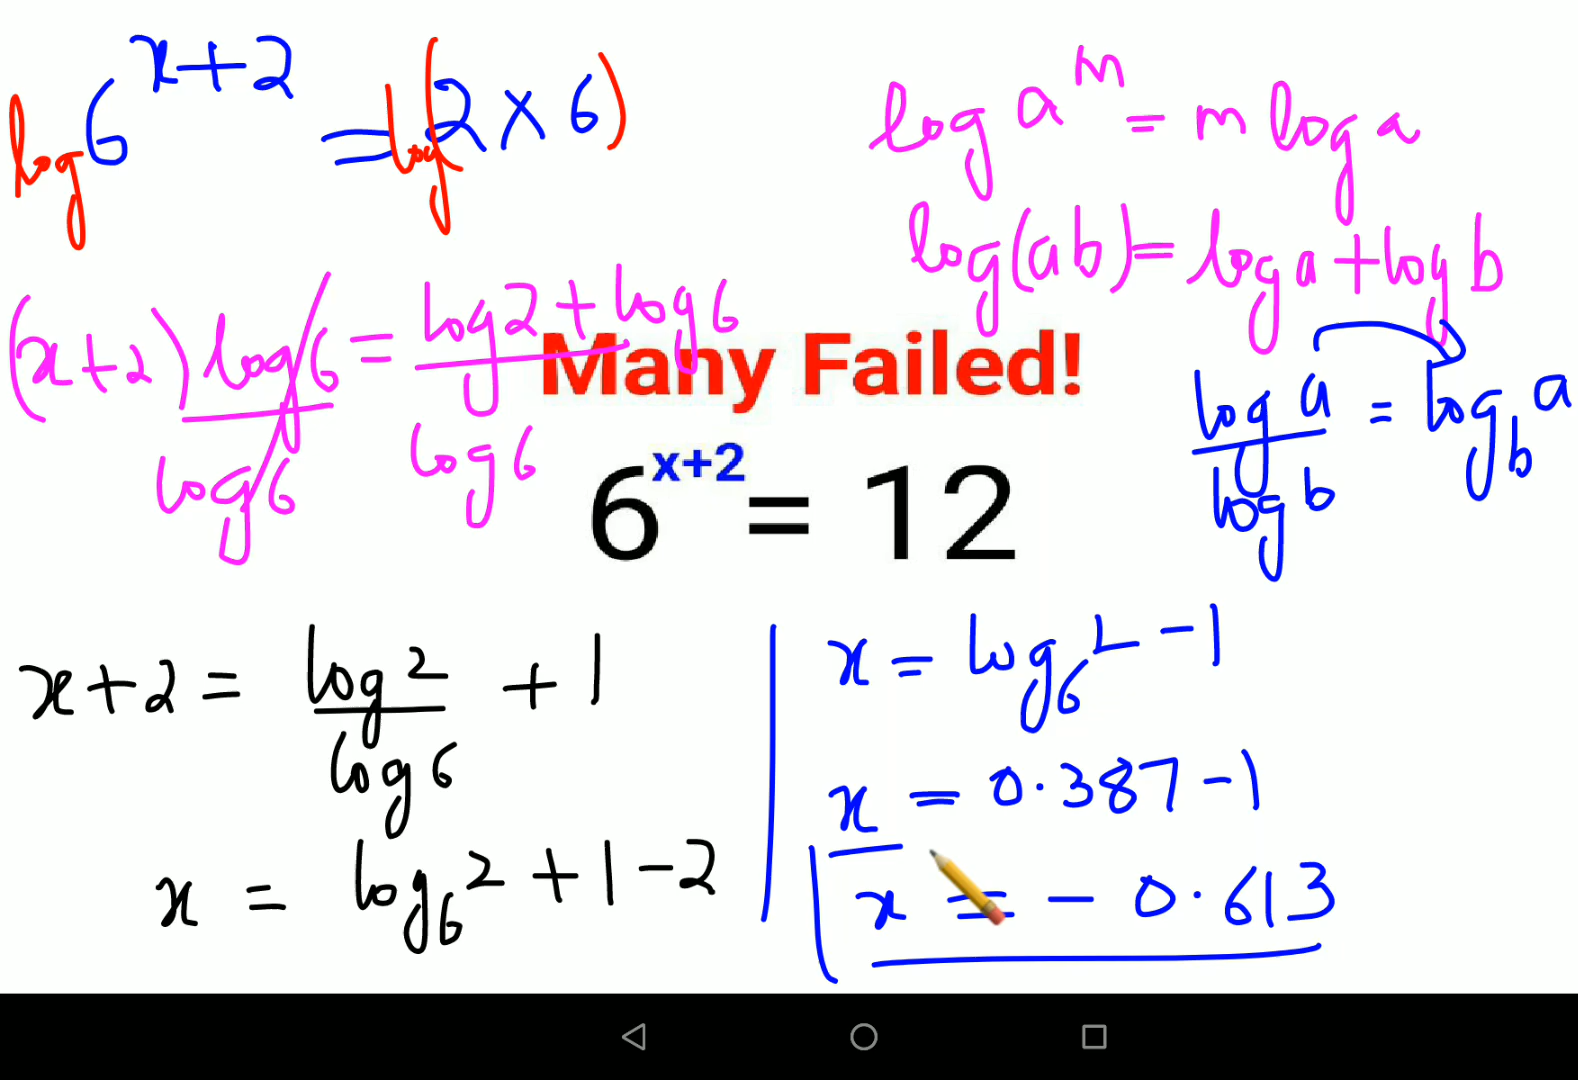 log 6^(x+2) = log(2 × 6)
log a^m = m log a
log(ab) = log a + log b
(x+2) log 6 / log 6 = log 2 + log 6 / log 6
log a / log b = log_b a
Many Failed!
6^(x+2) = 12
x+2 = log 2 / log 6 + 1
x = log_6 2 + 1 - 2
x = log_6 2 - 1
x = 0.387 - 1
x = - 0.613